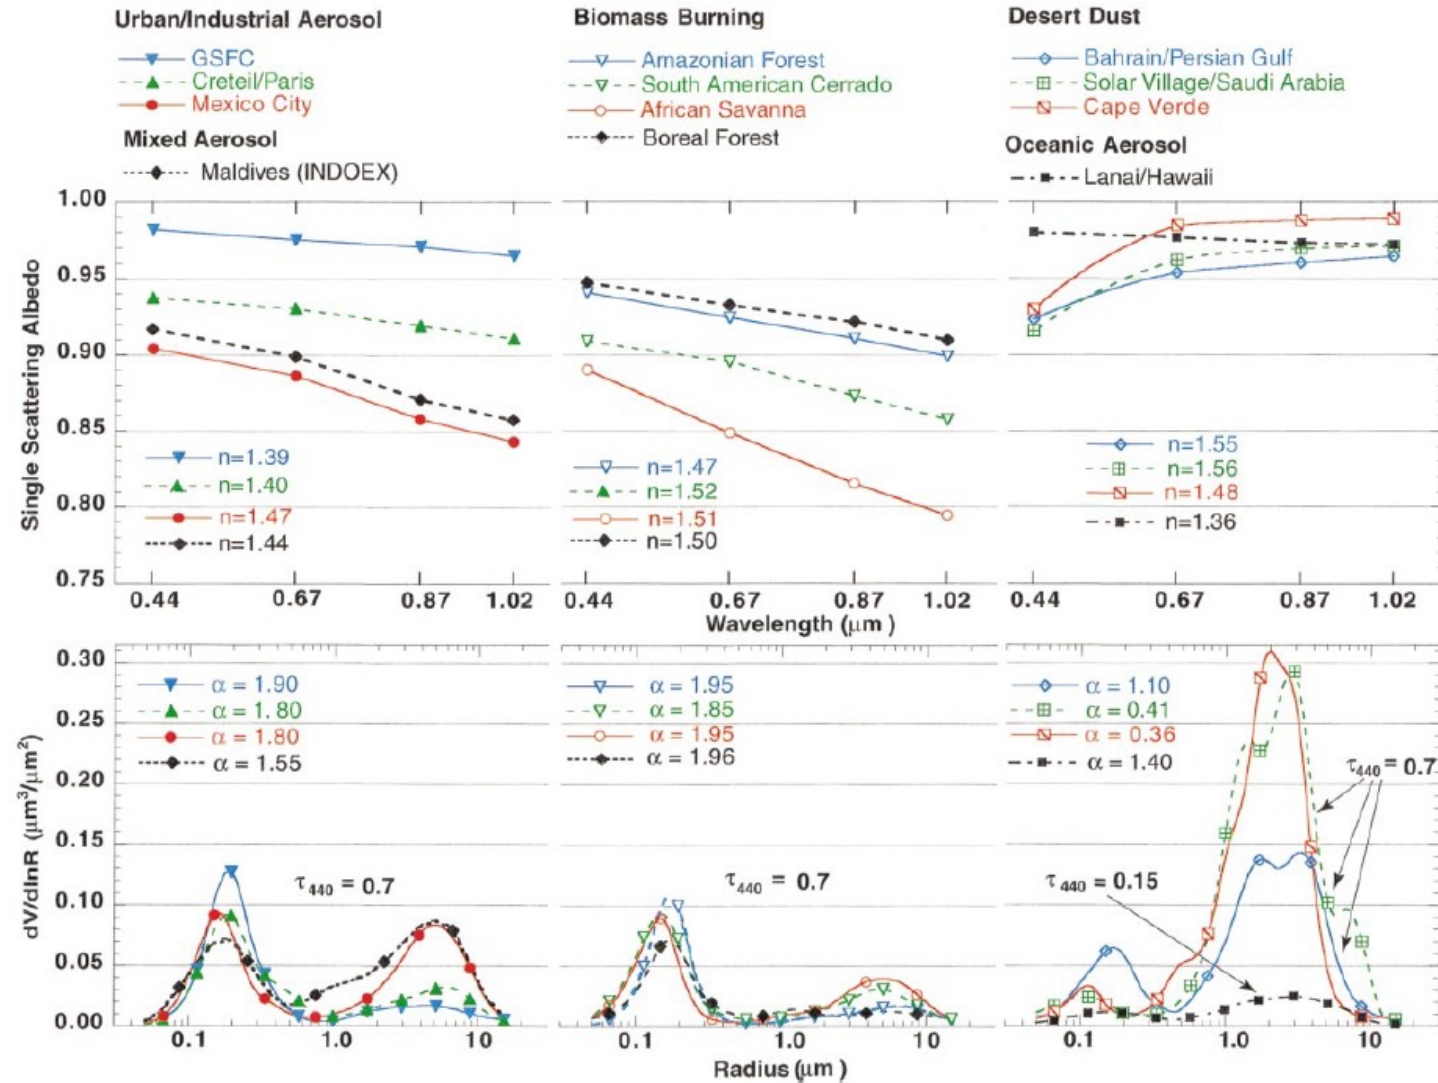 Urban/Industrial Aerosol
GSFC
Creteil/Paris
Mexico City
Mixed Aerosol
Maldives (INDOEX)
Biomass Burning
Amazonian Forest
South American Cerrado
African Savanna
Boreal Forest
Desert Dust
Bahrain/Persian Gulf
Solar Village/Saudi Arabia
Cape Verde
Oceanic Aerosol
Lanai/Hawaii
Single Scattering Albedo
1.00
0.95
0.90
0.85
0.80
0.75
n=1.39
n=1.40
n=1.47
n=1.44
0.44 0.67 0.87 1.02
n=1.47
n=1.52
n=1.51
n=1.50
0.44 0.67 0.87 1.02
n=1.55
n=1.56
n=1.48
n=1.36
0.44 0.67 0.87 1.02
Wavelength (µm )
dV/dlnR (µm³/µm²)
0.30
0.25
0.20
0.15
0.10
0.05
0.00
α = 1.90
α = 1.80
α = 1.80
α = 1.55
τ440 = 0.7
0.1 1.0 10
α = 1.95
α = 1.85
α = 1.95
α = 1.96
τ440 = 0.7
0.1 1.0 10
α = 1.10
α = 0.41
α = 0.36
α = 1.40
τ440 = 0.7
τ440 = 0.15
0.1 1.0 10
Radius (µm )